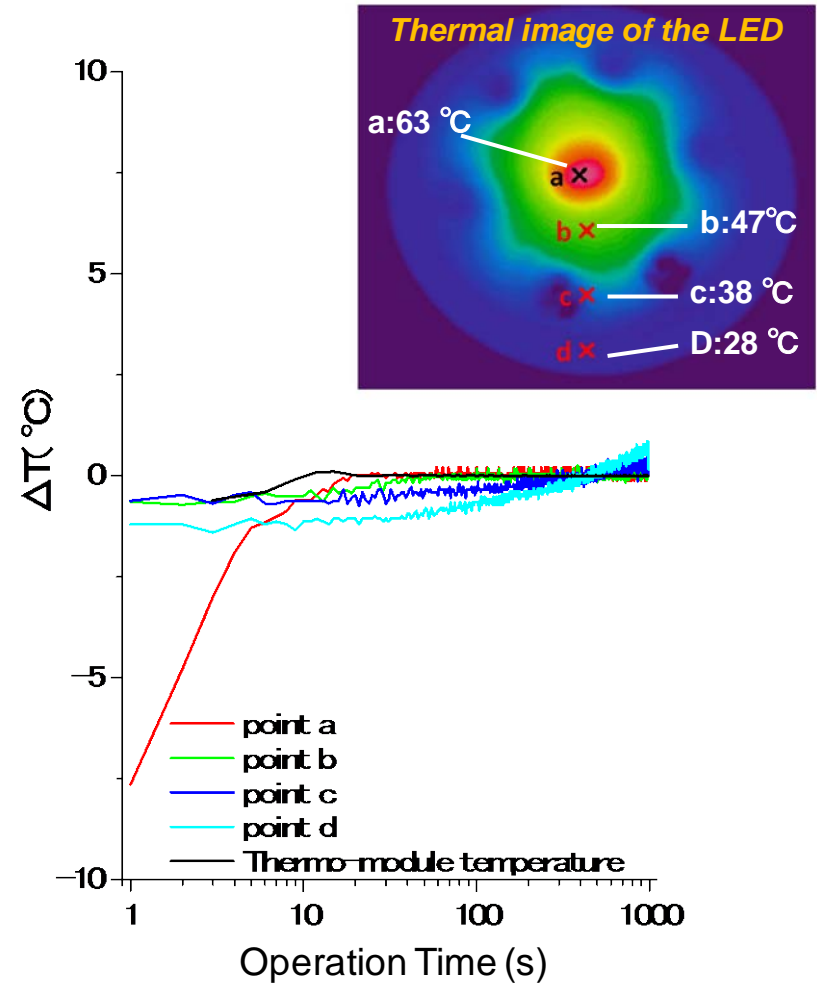 Thermal image of the LED
a:63 ℃
a
b
b:47℃
c
c:38 ℃
d
D:28 ℃
10
5
0
−5
−10
ΔT( ℃)
point a
point b
point c
point d
Thermo−module temperature
1
10
100
1000
Operation Time (s)